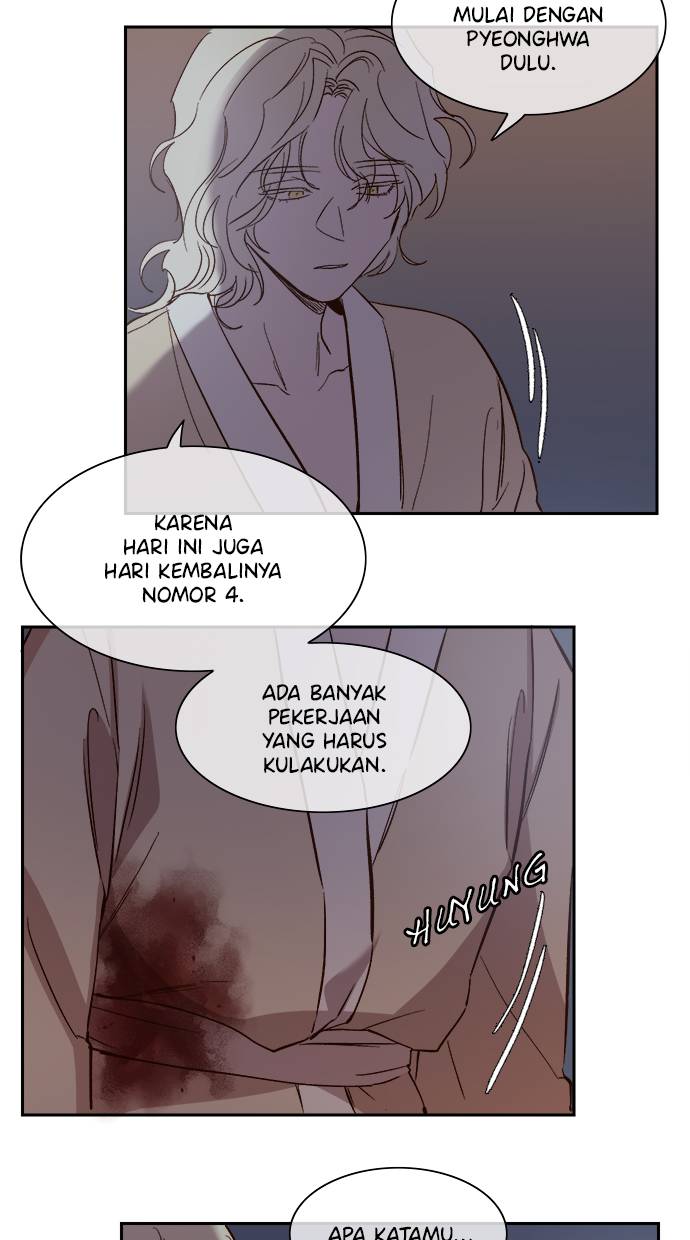 MULAI DENGAN
PYEONGHWA
DULU.
KARENA
HARI INI JUGA
HARI KEMBALINYA
NOMOR 4.
ADA BANYAK
PEKERJAAN
YANG HARUS
KULAKUKAN.
HUYUNG
APA KATAMU...